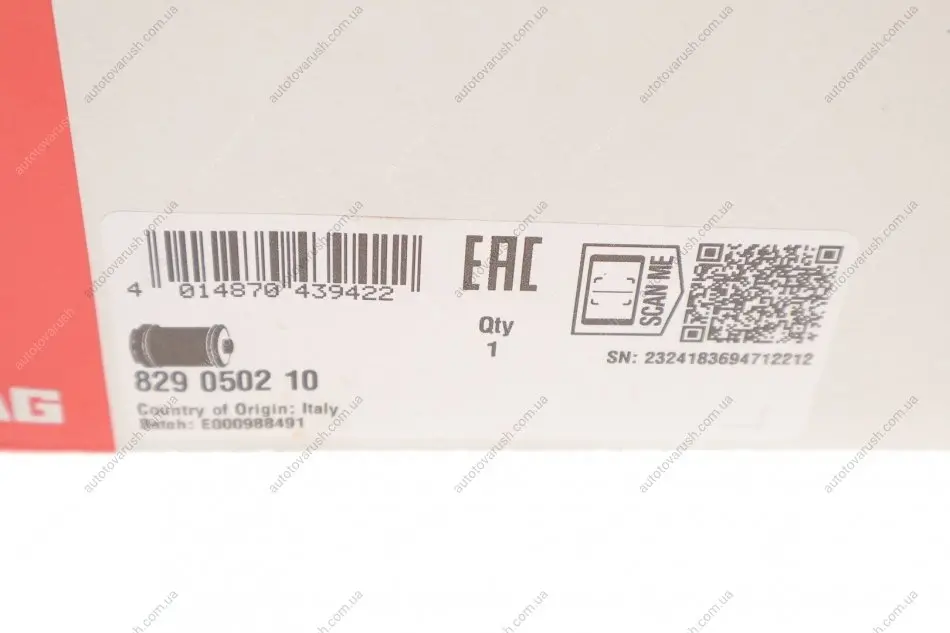 4 014870 439422
EAC
SCAN ME
Qty
1
SN: 2324183694712212
829 0502 10
Country of Origin: Italy
Batch: E000988491
AG
autotovarush.com.ua